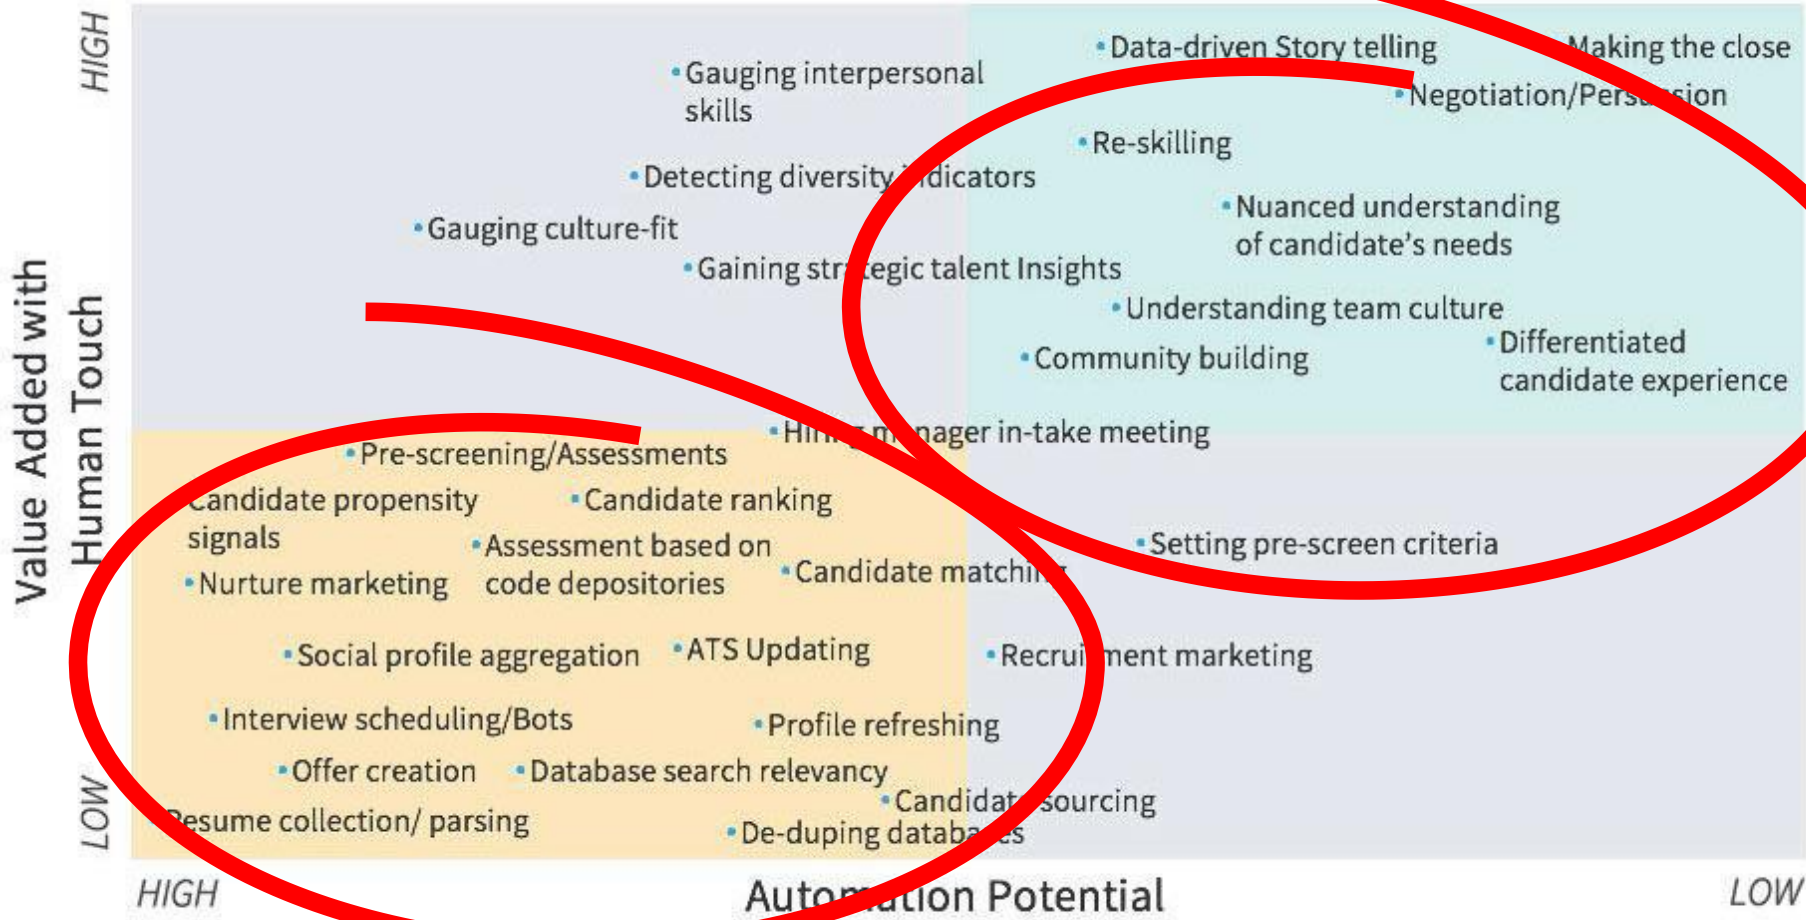 HIGH
Value Added with
Human Touch
LOW
• Data-driven Story telling
Making the close
• Gauging interpersonal
skills
• Negotiation/Persuasion
• Re-skilling
• Detecting diversity indicators
• Nuanced understanding
of candidate's needs
• Gauging culture-fit
• Gaining strategic talent Insights
• Understanding team culture
• Differentiated
candidate experience
• Community building
• Hiring manager in-take meeting
• Pre-screening/Assessments
Candidate propensity
signals
• Candidate ranking
• Assessment based on
code depositories
• Setting pre-screen criteria
• Candidate matching
• Nurture marketing
• Social profile aggregation
• ATS Updating
• Recruitment marketing
• Interview scheduling/Bots
• Profile refreshing
• Offer creation
• Database search relevancy
• Candidate sourcing
Resume collection/ parsing
• De-duping databases
HIGH
Automation Potential
LOW